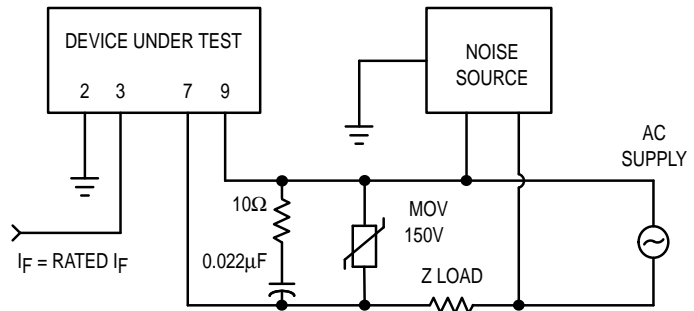 DEVICE UNDER TEST
2 3 7 9
NOISE
SOURCE
AC
SUPPLY
10Ω
MOV
150V
0.022μF
Z LOAD
IF = RATED IF